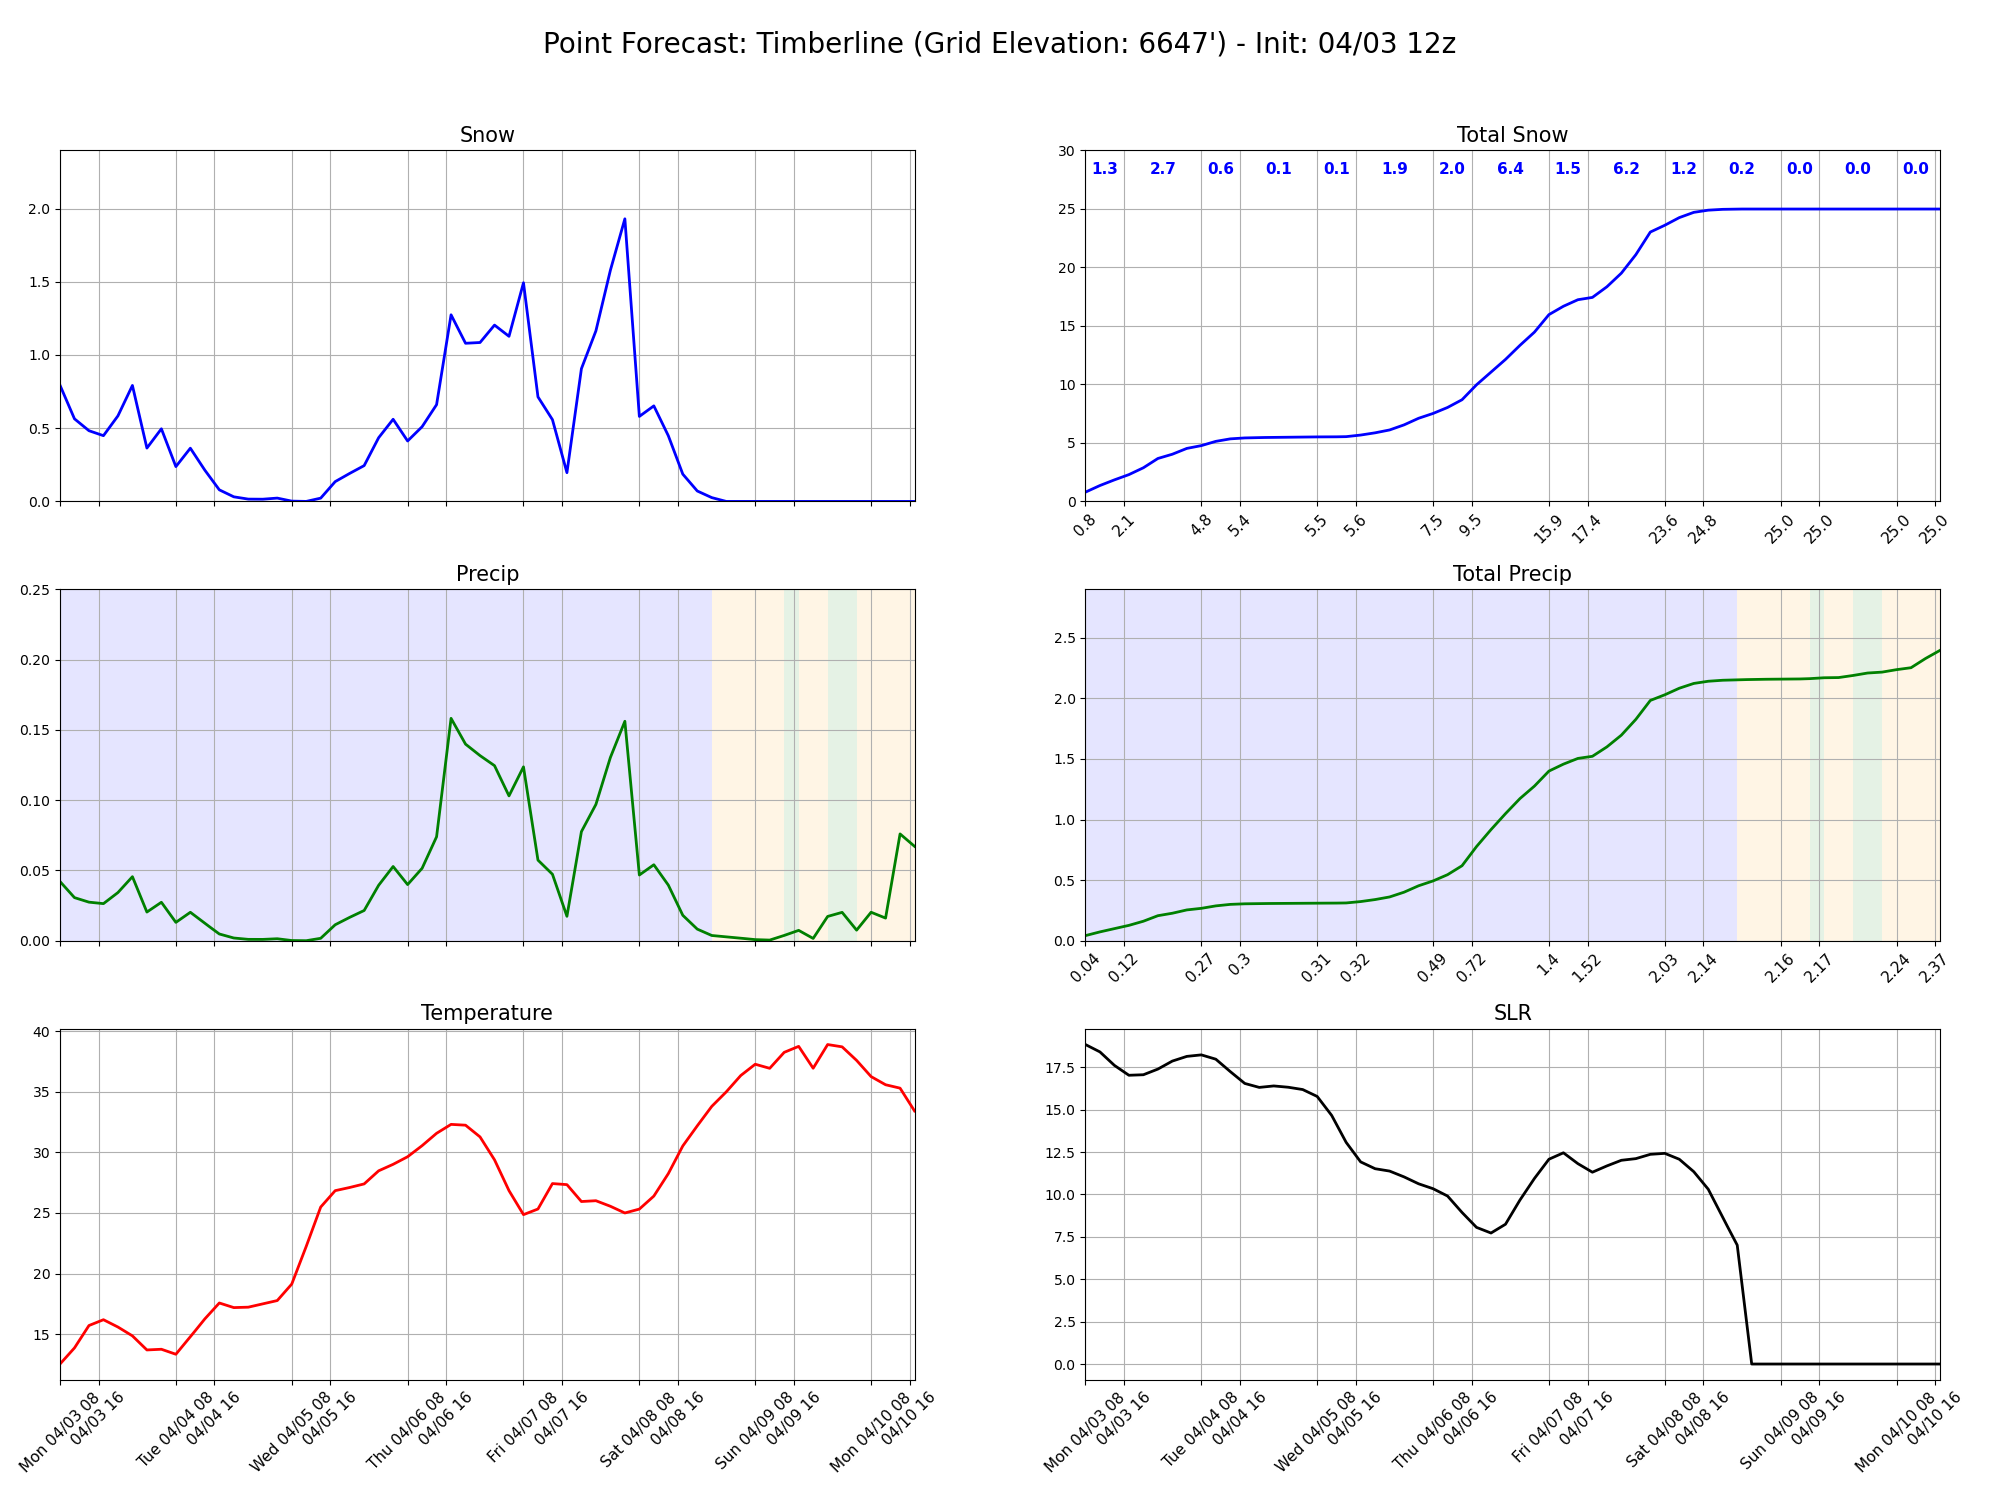 Point Forecast: Timberline (Grid Elevation: 6647') - Init: 04/03 12z
Snow
2.0
1.5
1.0
0.5
0.0
Total Snow
30
25
20
15
10
5
0
1.3 2.7 0.6 0.1 0.1 1.9 2.0 6.4 1.5 6.2 1.2 0.2 0.0 0.0 0.0
0.8 2.1 4.8 5.4 5.5 5.6 7.5 9.5 15.9 17.4 23.6 24.8 25.0 25.0 25.0 25.0
Precip
0.25
0.20
0.15
0.10
0.05
0.00
Total Precip
2.5
2.0
1.5
1.0
0.5
0.0
0.04 0.12 0.27 0.3 0.31 0.32 0.49 0.72 1.4 1.52 2.03 2.14 2.16 2.17 2.24 2.37
Temperature
40
35
30
25
20
15
Mon 04/03 08
04/03 16
Tue 04/04 08
04/04 16
Wed 04/05 08
04/05 16
Thu 04/06 08
04/06 16
Fri 04/07 08
04/07 16
Sat 04/08 08
04/08 16
Sun 04/09 08
04/09 16
Mon 04/10 08
04/10 16
SLR
17.5
15.0
12.5
10.0
7.5
5.0
2.5
0.0
Mon 04/03 08
04/03 16
Tue 04/04 08
04/04 16
Wed 04/05 08
04/05 16
Thu 04/06 08
04/06 16
Fri 04/07 08
04/07 16
Sat 04/08 08
04/08 16
Sun 04/09 08
04/09 16
Mon 04/10 08
04/10 16